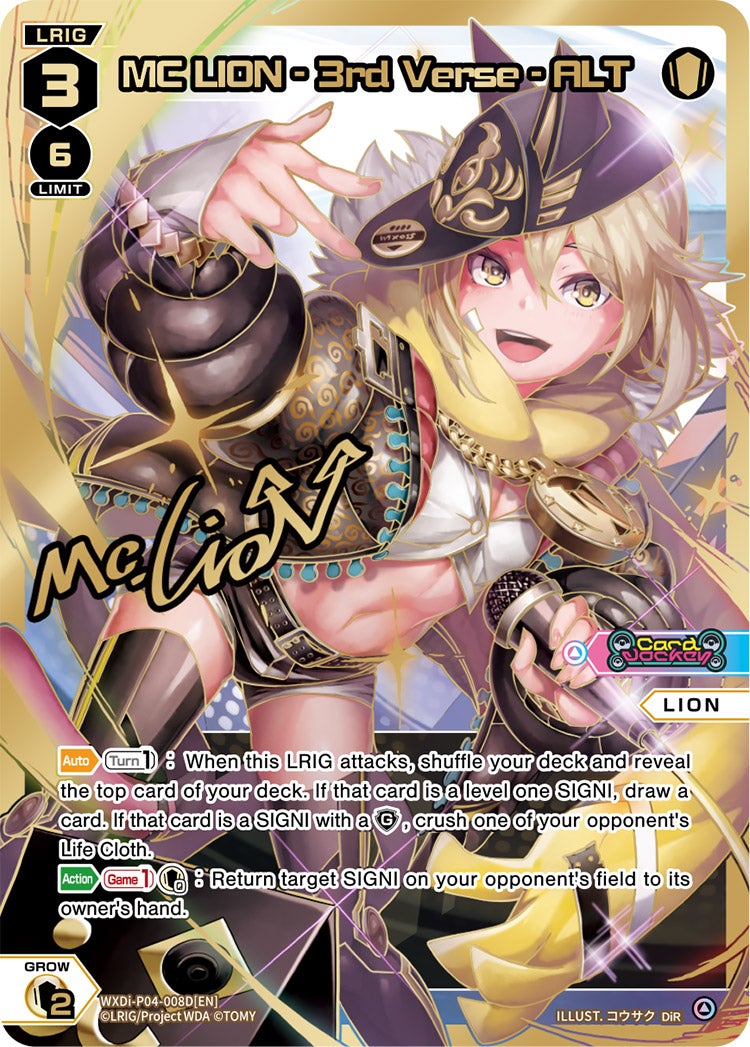 LRIG
3
MC LION - 3rd Verse - ALT
6
LIMIT
MC.LION
Card Jockey
LION
Auto Turn 1 : When this LRIG attacks, shuffle your deck and reveal
the top card of your deck. If that card is a level one SIGNI, draw a
card. If that card is a SIGNI with a G, crush one of your opponent's
Life Cloth.
Action Game 1 0 : Return target SIGNI on your opponent's field to its
owner's hand.
GROW
2
WXDi-P04-008D[EN]
©LRIG/Project WDA ©TOMY
ILLUST. コウサク DiR